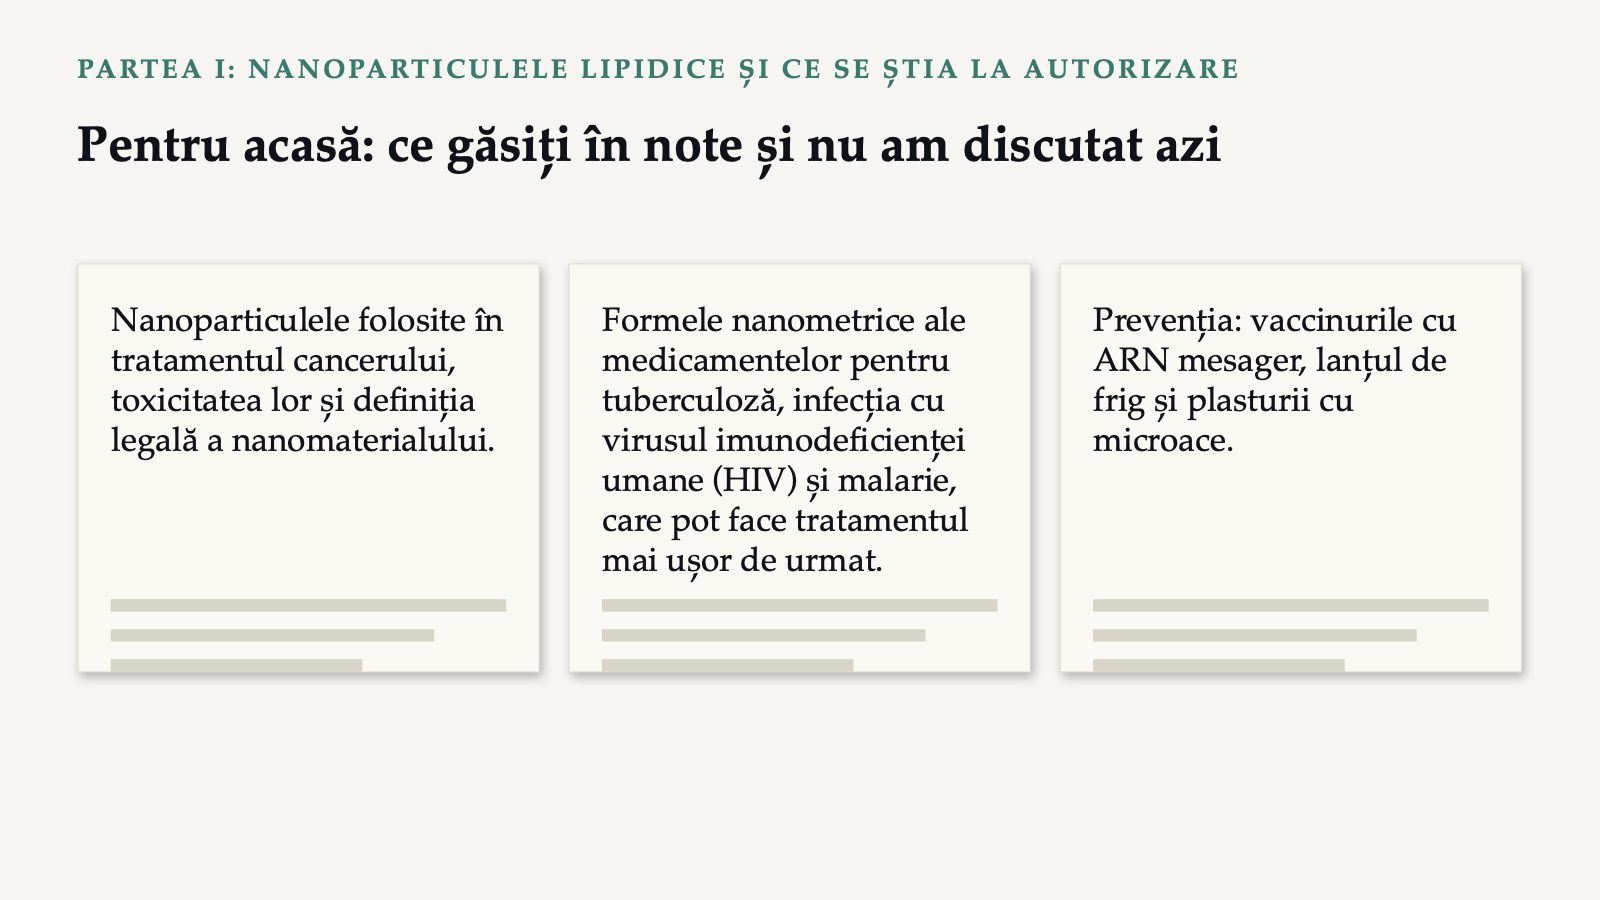 PARTEA I: NANOPARTICULELE LIPIDICE ȘI CE SE ȘTIA LA AUTORIZARE
Pentru acasă: ce găsiți în note și nu am discutat azi
Nanoparticulele folosite în
tratamentul cancerului,
toxicitatea lor și definiția
legală a nanomaterialului.
Formele nanometrice ale
medicamentelor pentru
tuberculoză, infecția cu
virusul imunodeficienței
umane (HIV) și malarie,
care pot face tratamentul
mai ușor de urmat.
Prevenția: vaccinurile cu
ARN mesager, lanțul de
frig și plasturii cu
microace.